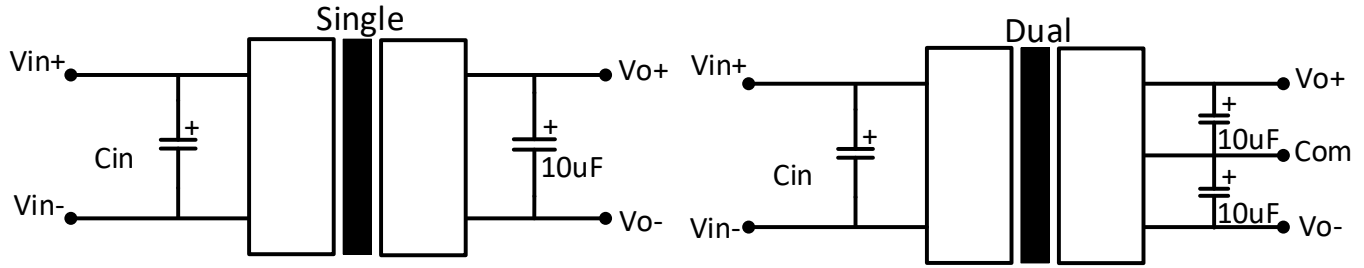 Single
Vin+
Vo+
+
+
Cin
10uF
Vin-
Vo-
Dual
Vin+
Vo+
+
10uF
+
Com
Cin
+
10uF
Vin-
Vo-